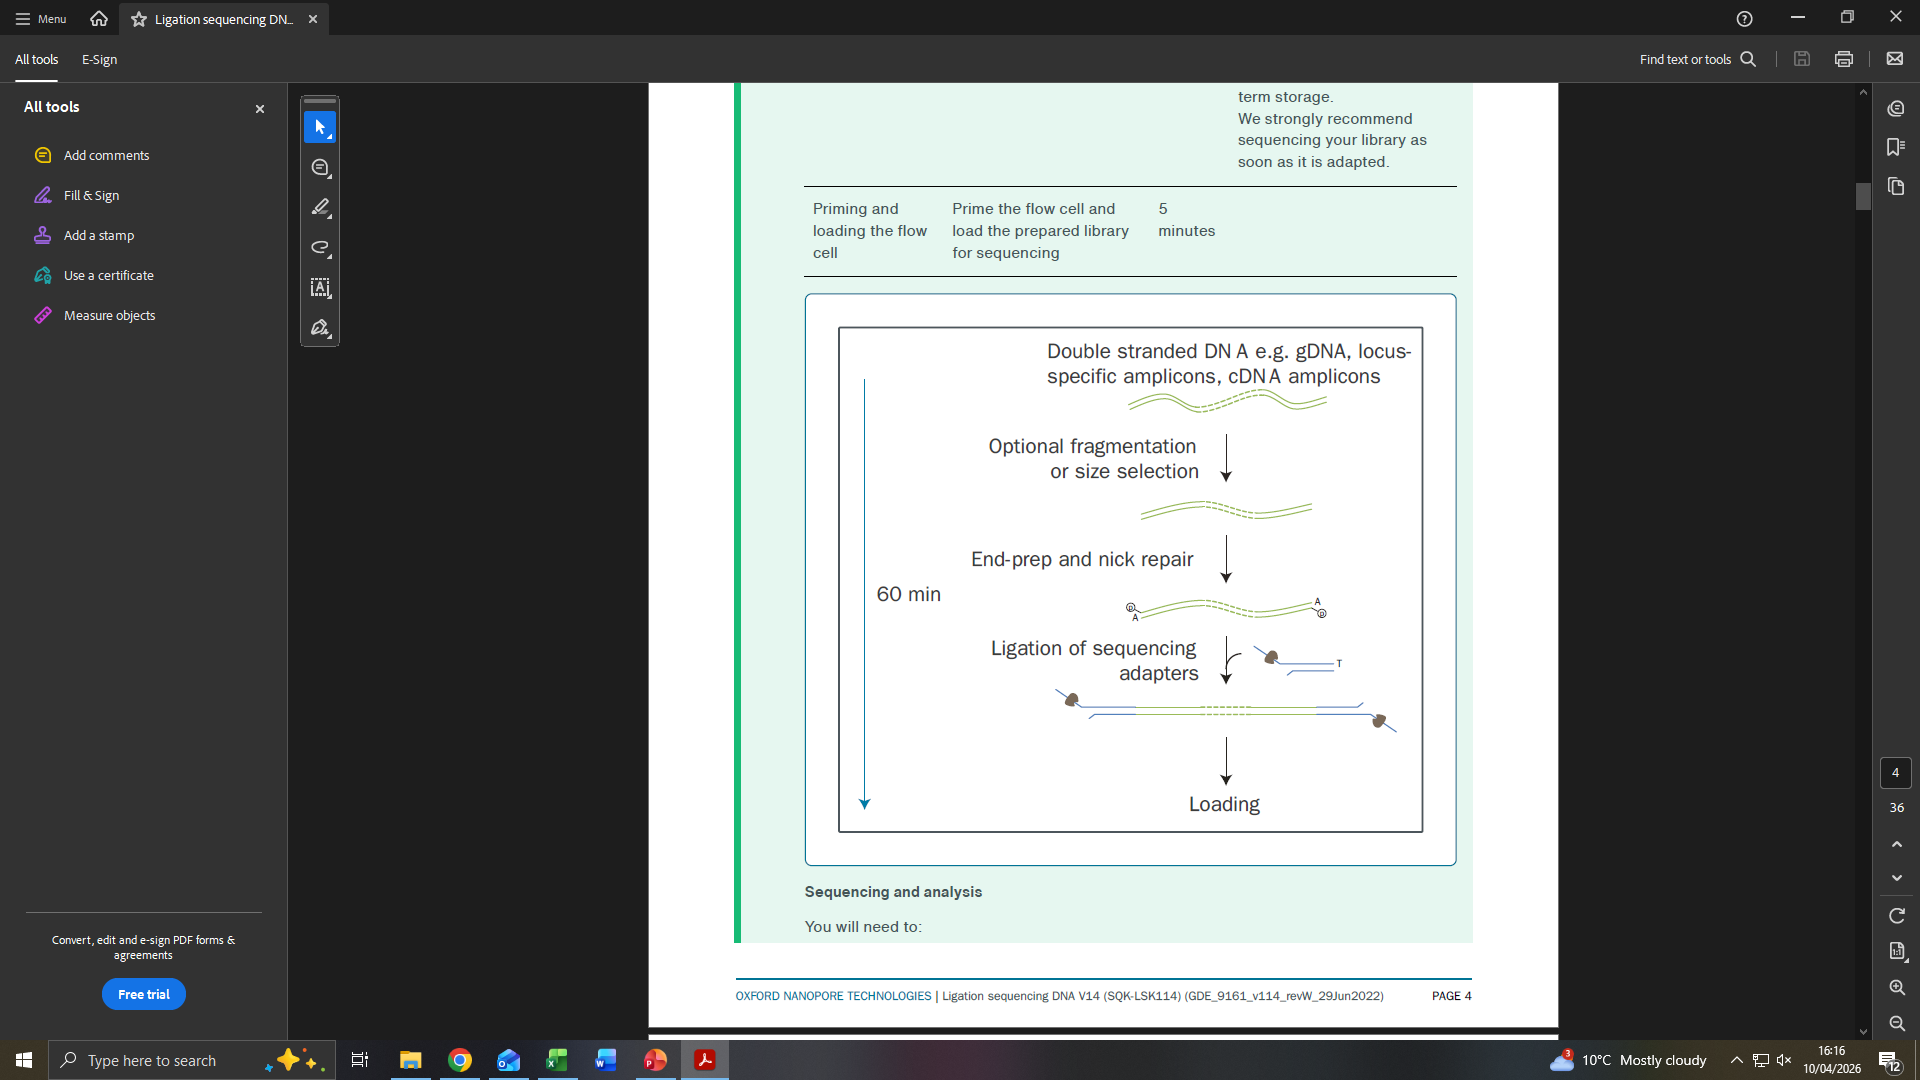 Menu
Ligation sequencing DN...
All tools
E-Sign
Find text or tools
All tools
Add comments
Fill & Sign
Add a stamp
Use a certificate
Measure objects
Convert, edit and e-sign PDF forms &
agreements
Free trial
term storage.
We strongly recommend
sequencing your library as
soon as it is adapted.
Priming and
loading the flow
cell
Prime the flow cell and
load the prepared library
for sequencing
5
minutes
Double stranded DNA e.g. gDNA, locus-
specific amplicons, cDNA amplicons
Optional fragmentation
or size selection
End-prep and nick repair
60 min
p
A
A
p
Ligation of sequencing
adapters
T
Loading
Sequencing and analysis
You will need to:
OXFORD NANOPORE TECHNOLOGIES | Ligation sequencing DNA V14 (SQK-LSK114) (GDE_9161_v114_revW_29Jun2022)
PAGE 4
4
36
1:1
Type here to search
3
10°C Mostly cloudy
16:16
10/04/2026
12